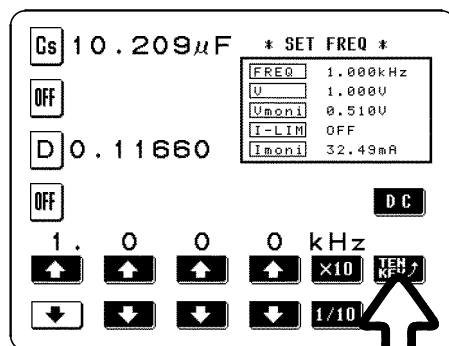 Cs 10.209μF
* SET FREQ *
FREQ 1.000kHz
V 1.000V
Vmoni 0.510V
I-LIM OFF
Imoni 32.49mA
OFF
D 0.11660
OFF
DC
1. 0 0 0 kHz
×10 TEN KEY
1/10